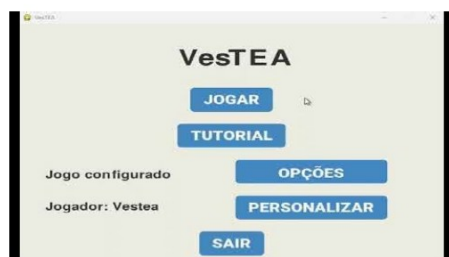 VesTEA
VesTEA
JOGAR
TUTORIAL
Jogo configurado OPÇÕES
Jogador: Vestea PERSONALIZAR
SAIR